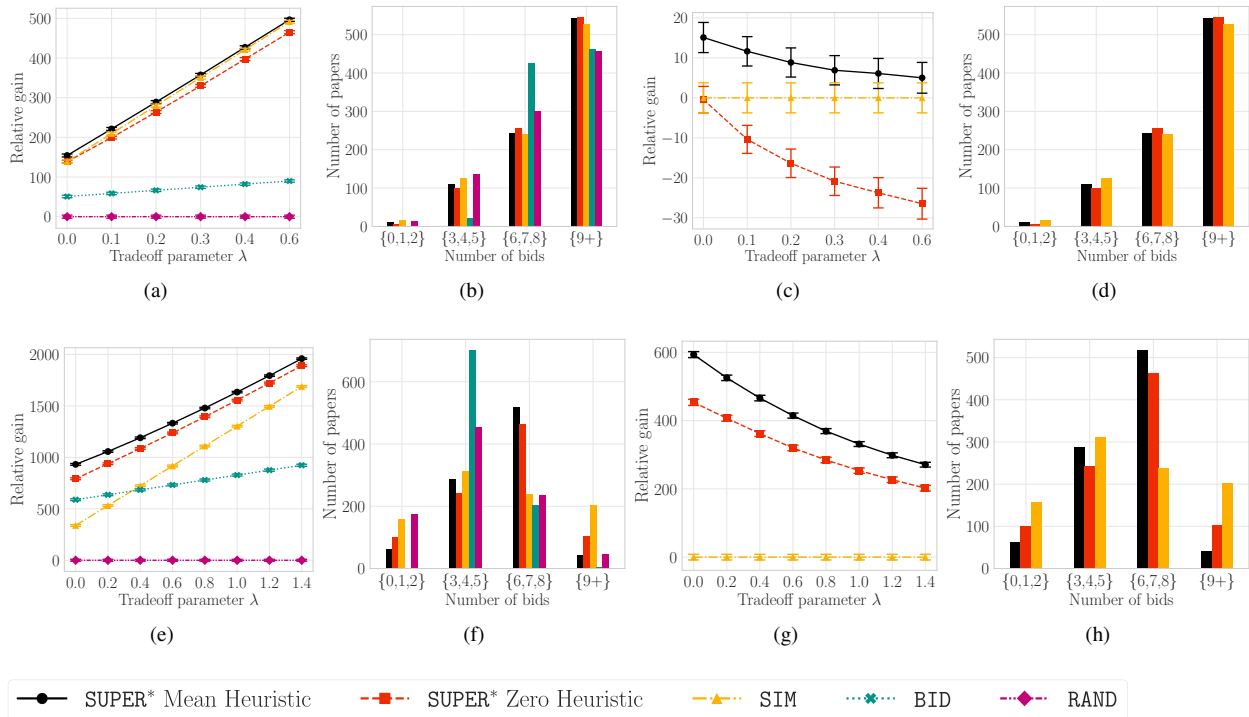 500
400
300
200
100
0
Relative gain
0.0 0.1 0.2 0.3 0.4 0.6
Tradeoff parameter λ
(a)
500
400
300
200
100
0
Number of papers
{0,1,2} {3,4,5} {6,7,8} {9+}
Number of bids
(b)
20
10
0
−10
−20
−30
Relative gain
0.0 0.1 0.2 0.3 0.4 0.6
Tradeoff parameter λ
(c)
500
400
300
200
100
0
Number of papers
{0,1,2} {3,4,5} {6,7,8} {9+}
Number of bids
(d)
2000
1500
1000
500
0
Relative gain
0.0 0.2 0.4 0.6 0.8 1.0 1.2 1.4
Tradeoff parameter λ
(e)
600
400
200
0
Number of papers
{0,1,2} {3,4,5} {6,7,8} {9+}
Number of bids
(f)
600
400
200
0
Relative gain
0.0 0.2 0.4 0.6 0.8 1.0 1.2 1.4
Tradeoff parameter λ
(g)
500
400
300
200
100
0
Number of papers
{0,1,2} {3,4,5} {6,7,8} {9+}
Number of bids
(h)
SUPER* Mean Heuristic SUPER* Zero Heuristic SIM BID RAND